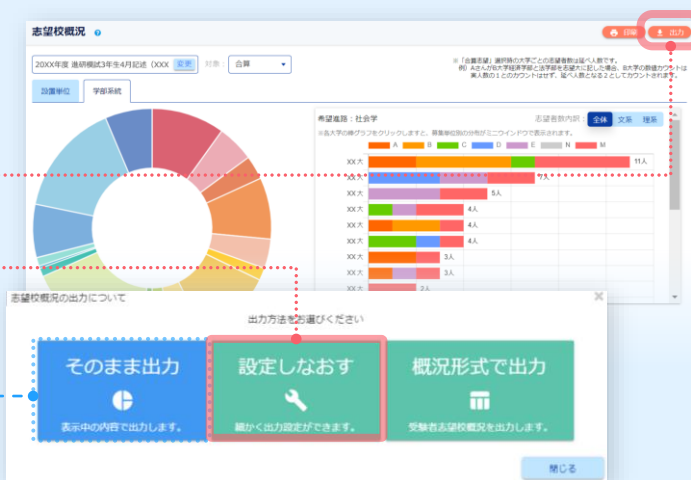 志望校概況
印刷
出力
20XX年度 進研模試3年生4月記述（XXX
変更
対象：
合算
※「合算志望」選択時の大学ごとの志望者数は延べ人数です。
例）AさんがB大学経済学部と法学部を志望大に記した場合、B大学の数値カウントは
実人数の1とのカウントはせず、延べ人数となる2としてカウントされます。
設置単位
学部系統
希望進路：社会学
志望者数内訳：
全体
文系
理系
※各大学の棒グラフをクリックしますと、募集単位別の分布がミニウインドウで表示されます。
A B C D E N M
XX大 11人
XX大 7人
XX大 5人
XX大 4人
XX大 4人
XX大 4人
XX大 3人
XX大 3人
XX大 2人
志望校概況の出力について
出力方法をお選びください
そのまま出力
表示中の内容で出力します。
設定しなおす
細かく出力設定ができます。
概況形式で出力
受験者志望校概況を出力します。
閉じる